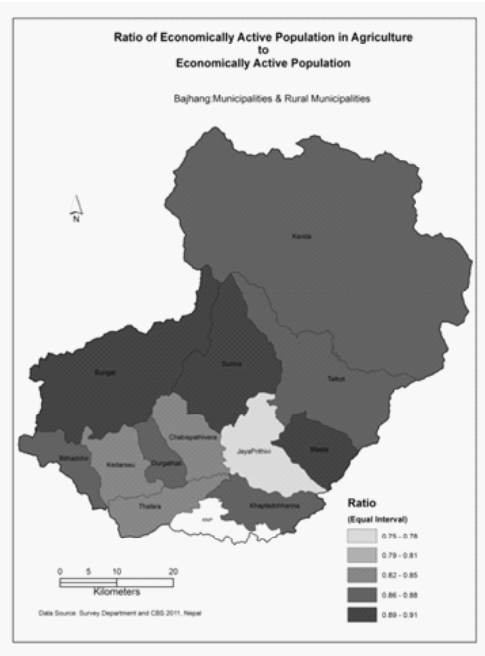 Ratio of Economically Active Population in Agriculture
to
Economically Active Population
Bajhang:Municipalities & Rural Municipalities
N
Kanda
Bungal
Surma
Talkot
Masta
Chabispathivera
JayaPrithivi
Kedarseu
Durgathali
Thalara
Khaptadchhanna
KNP
Ratio
(Equal Interval)
0.75 - 0.78
0.79 - 0.81
0.82 - 0.85
0.86 - 0.88
0.89 - 0.91
0 5 10 20
Kilometers
Data Source: Survey Department and CBS 2011, Nepal